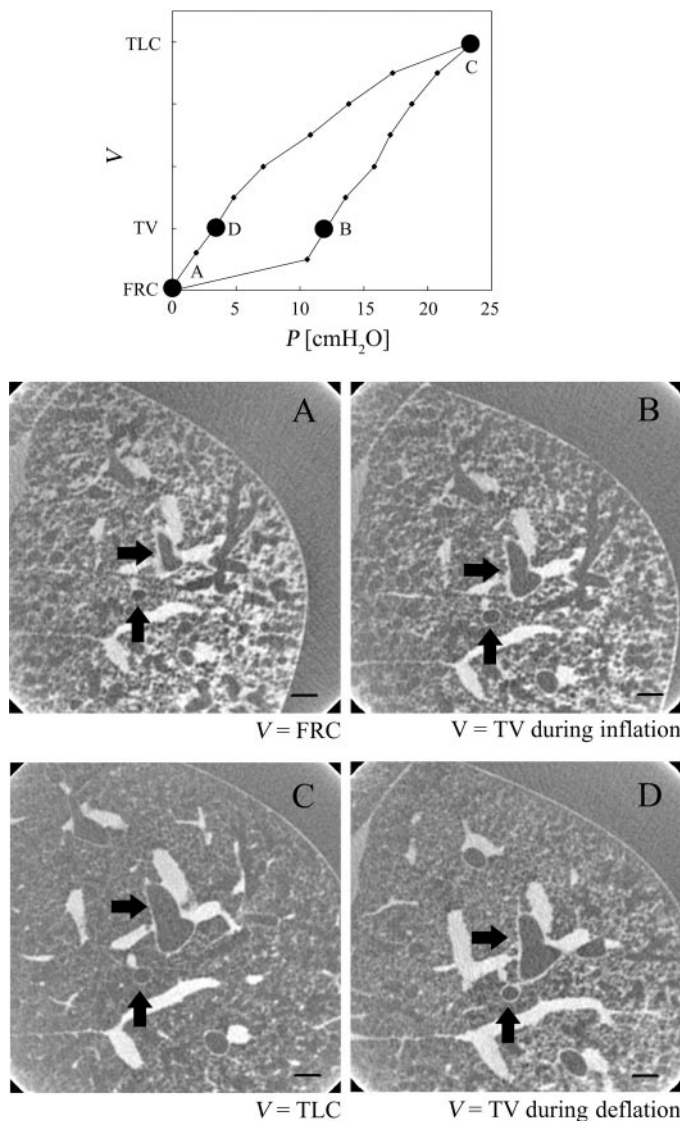 TLC
C
V
TV
D
B
A
FRC
0 5 10 15 20 25
P [cmH₂O]
A
B
V = FRC
V = TV during inflation
C
D
V = TLC
V = TV during deflation